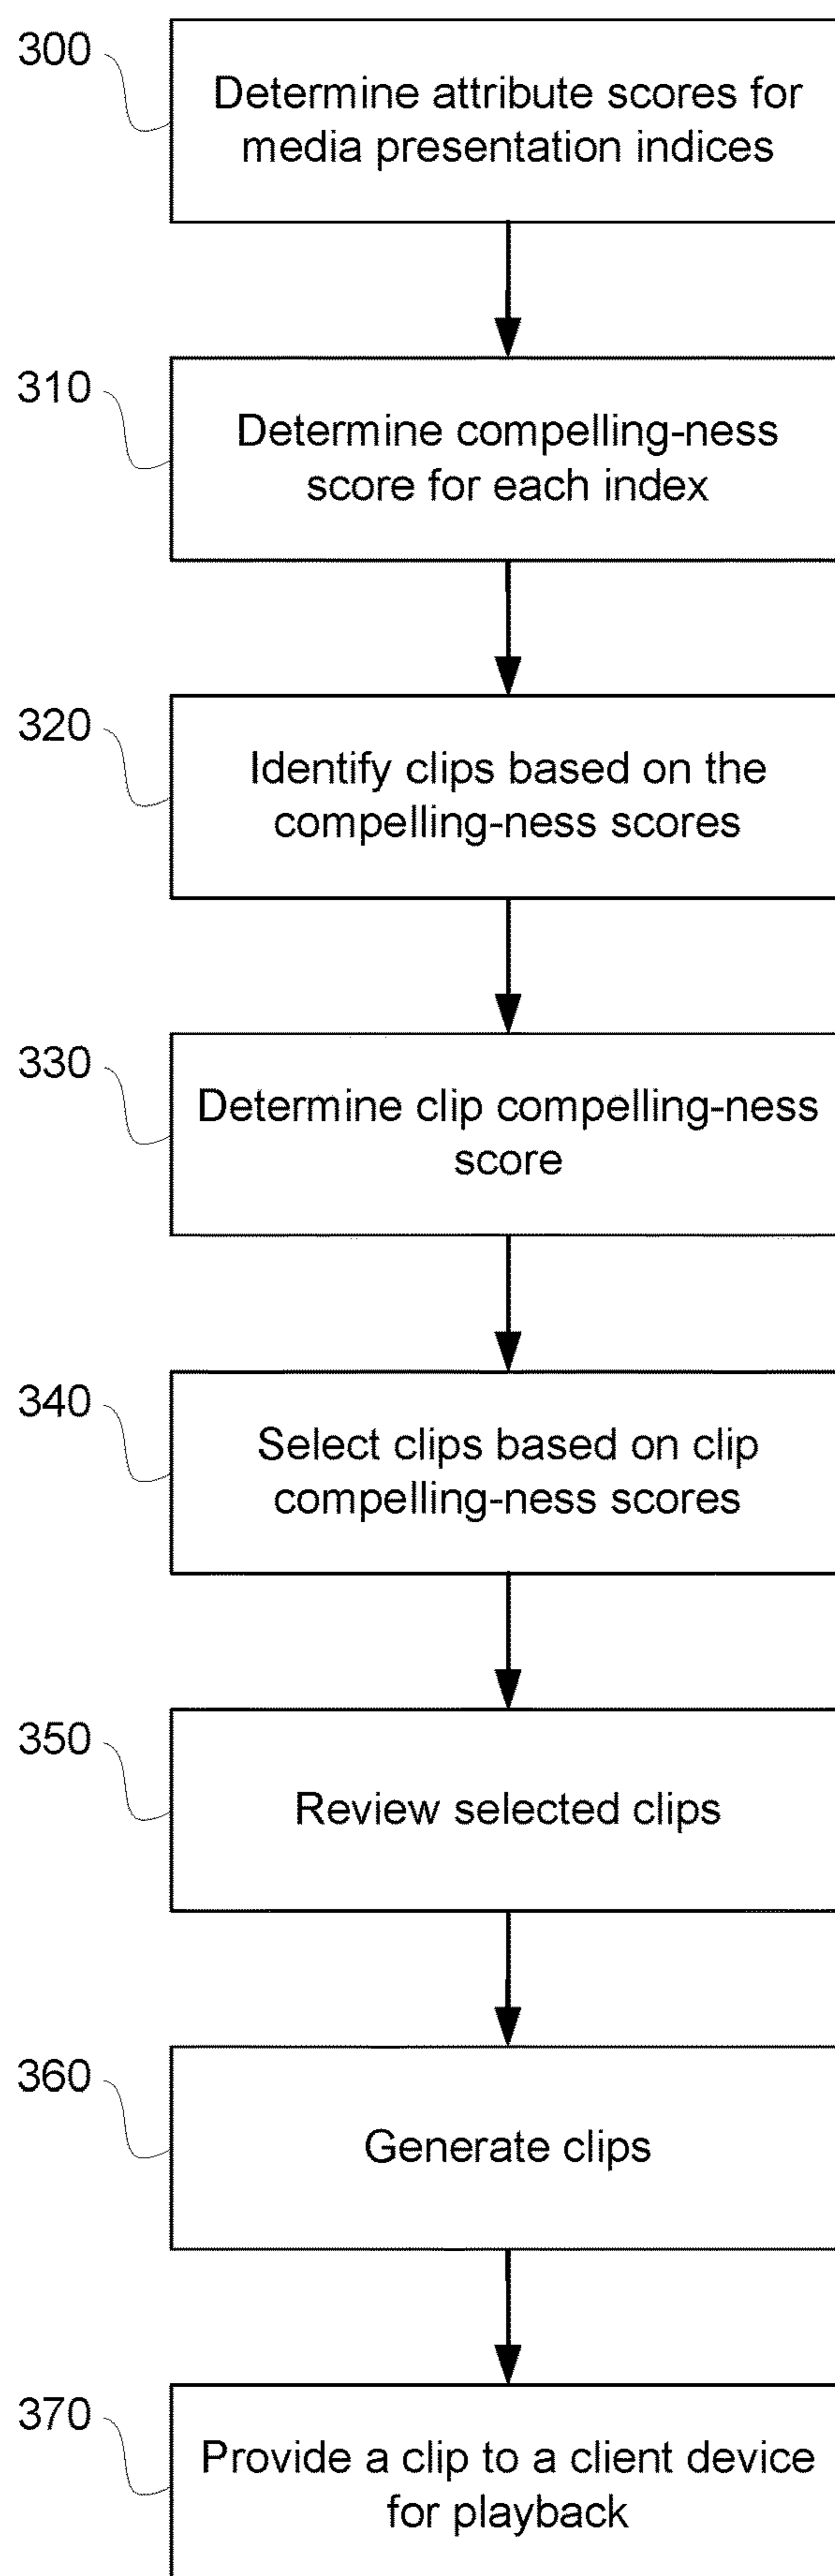 300
Determine attribute scores for
media presentation indices
310
Determine compelling-ness
score for each index
320
Identify clips based on the
compelling-ness scores
330
Determine clip compelling-ness
score
340
Select clips based on clip
compelling-ness scores
350
Review selected clips
360
Generate clips
370
Provide a clip to a client device
for playback